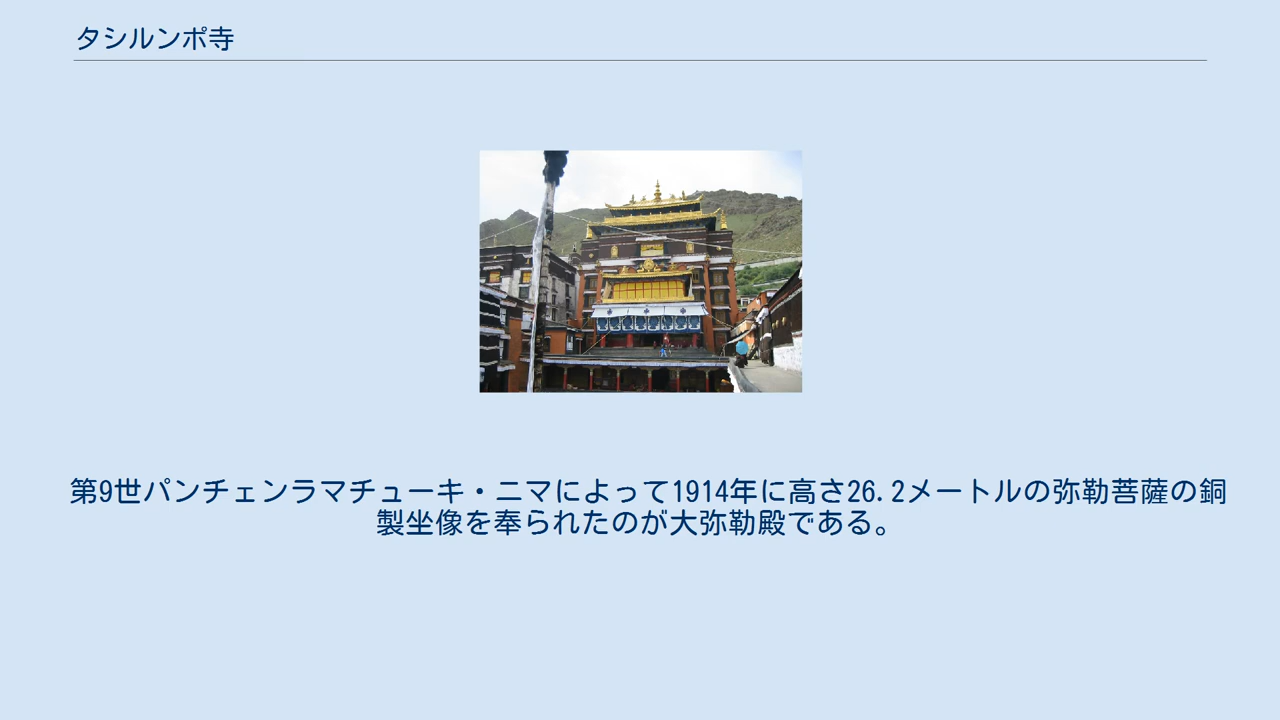 タシルンポ寺
第9世パンチェンラマチューキ・ニマによって1914年に高さ26.2メートルの弥勒菩薩の銅
製坐像を奉られたのが大弥勒殿である。